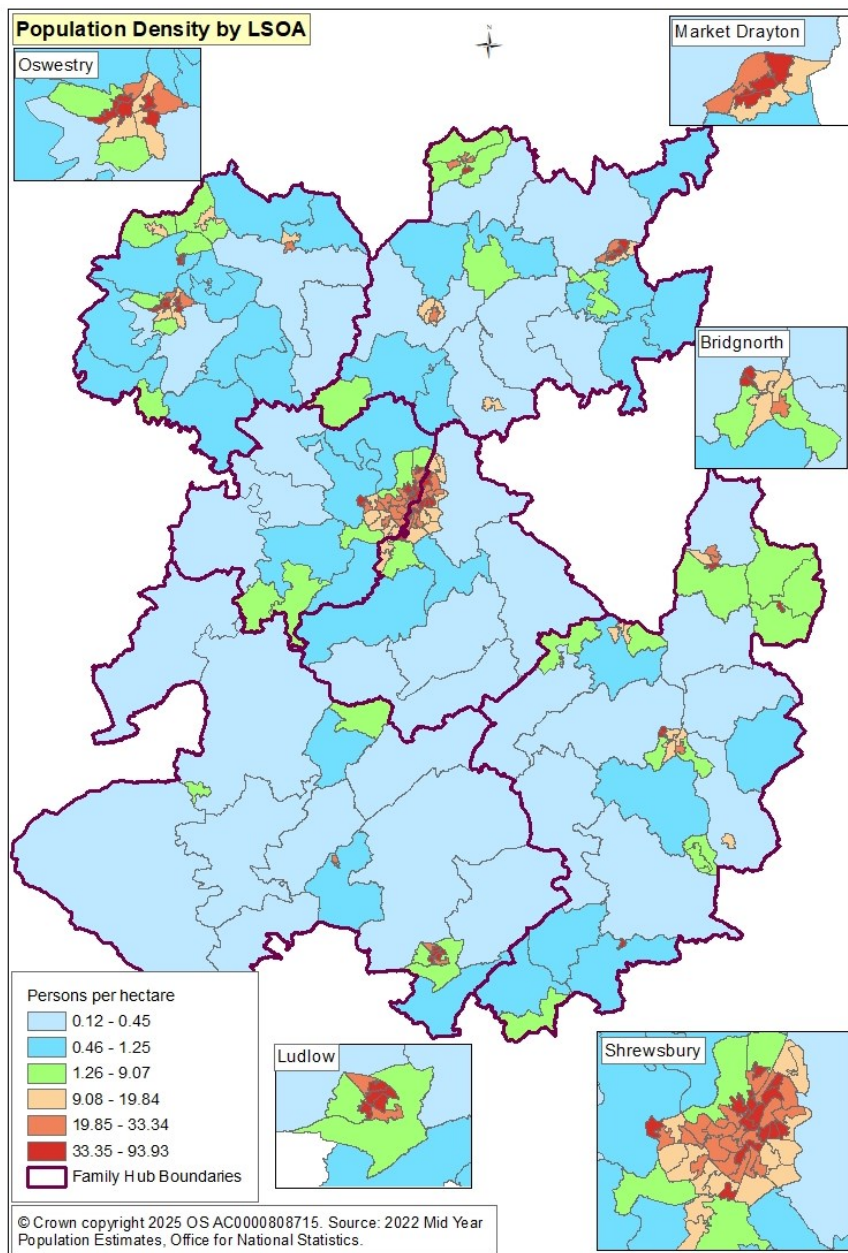 Population Density by LSOA
N
Oswestry
Market Drayton
Bridgnorth
Persons per hectare
0.12 - 0.45
0.46 - 1.25
1.26 - 9.07
9.08 - 19.84
19.85 - 33.34
33.35 - 93.93
Family Hub Boundaries
Ludlow
Shrewsbury
© Crown copyright 2025 OS AC0000808715. Source: 2022 Mid Year
Population Estimates, Office for National Statistics.